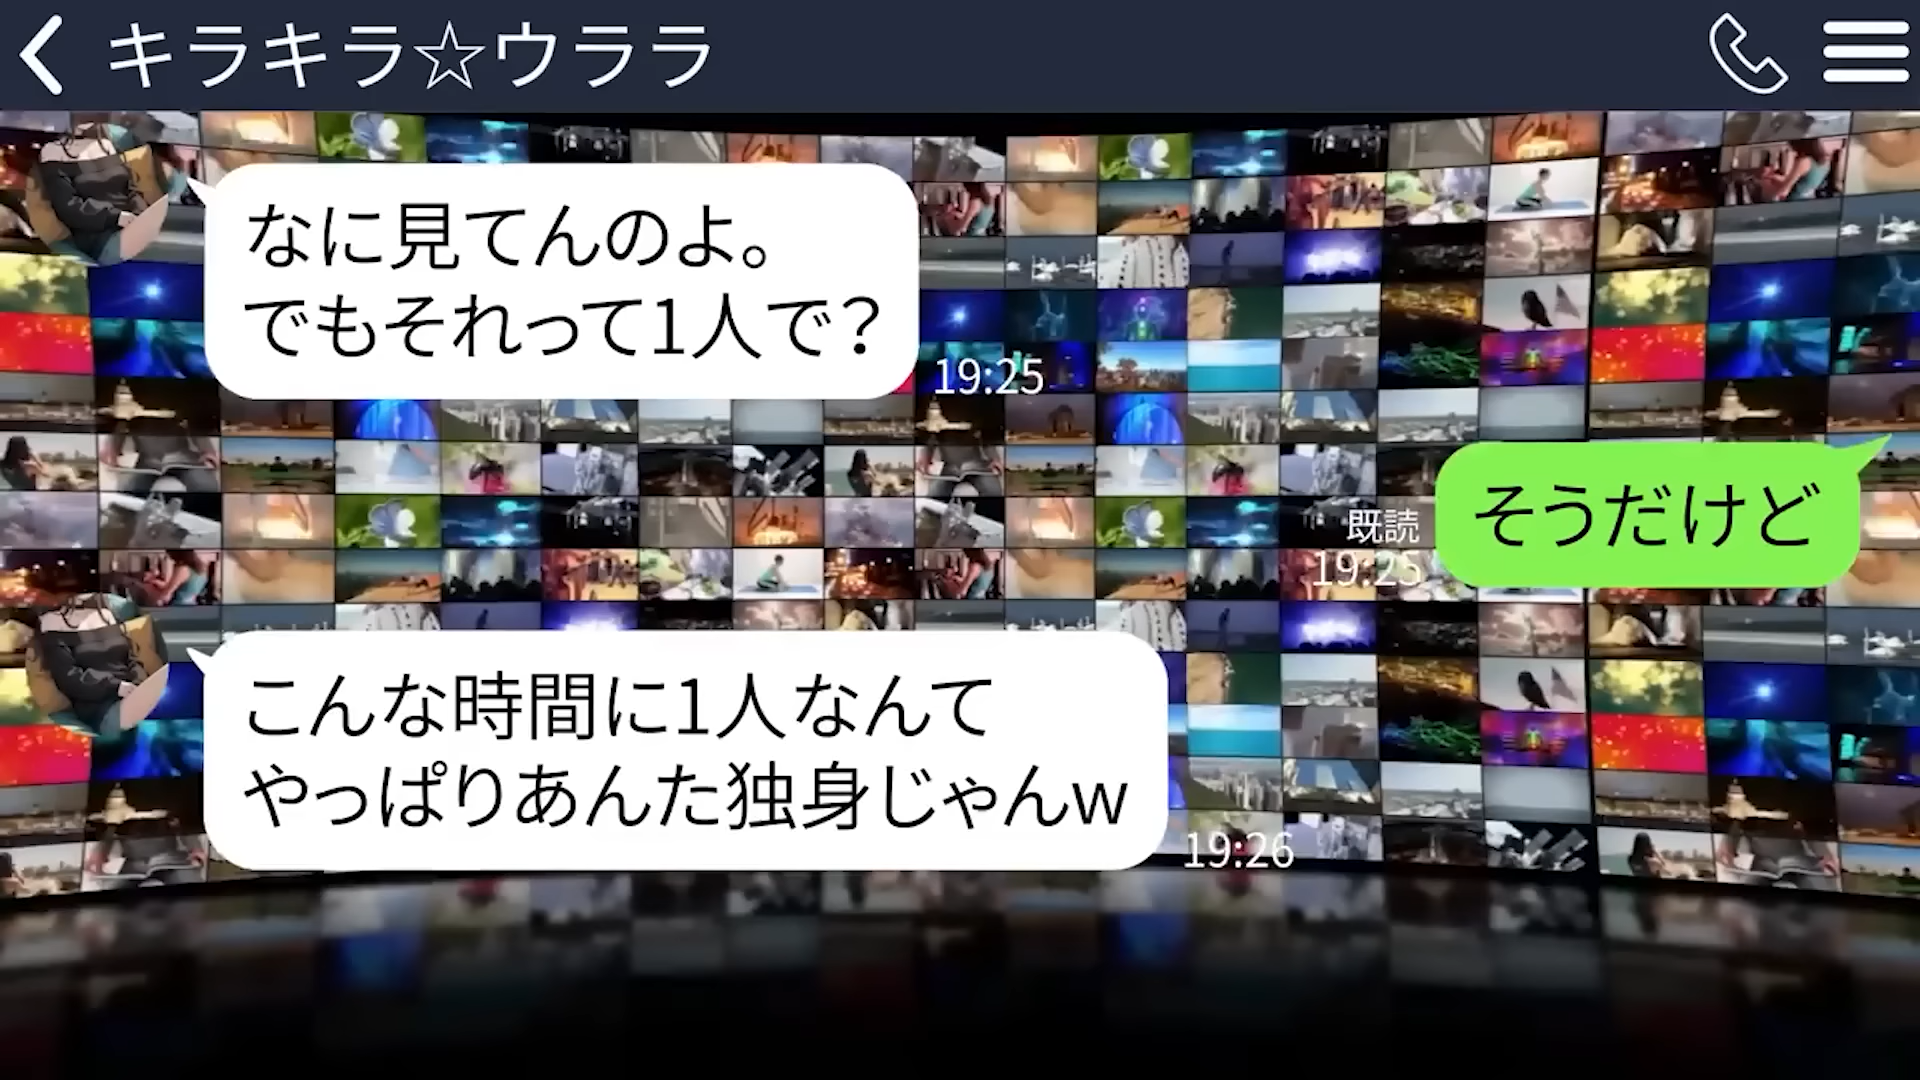 キラキラ☆ウララ
なに見てんのよ。
でもそれって1人で？
19:25
そうだけど
既読
19:25
こんな時間に1人なんて
やっぱりあんた独身じゃんw
19:26